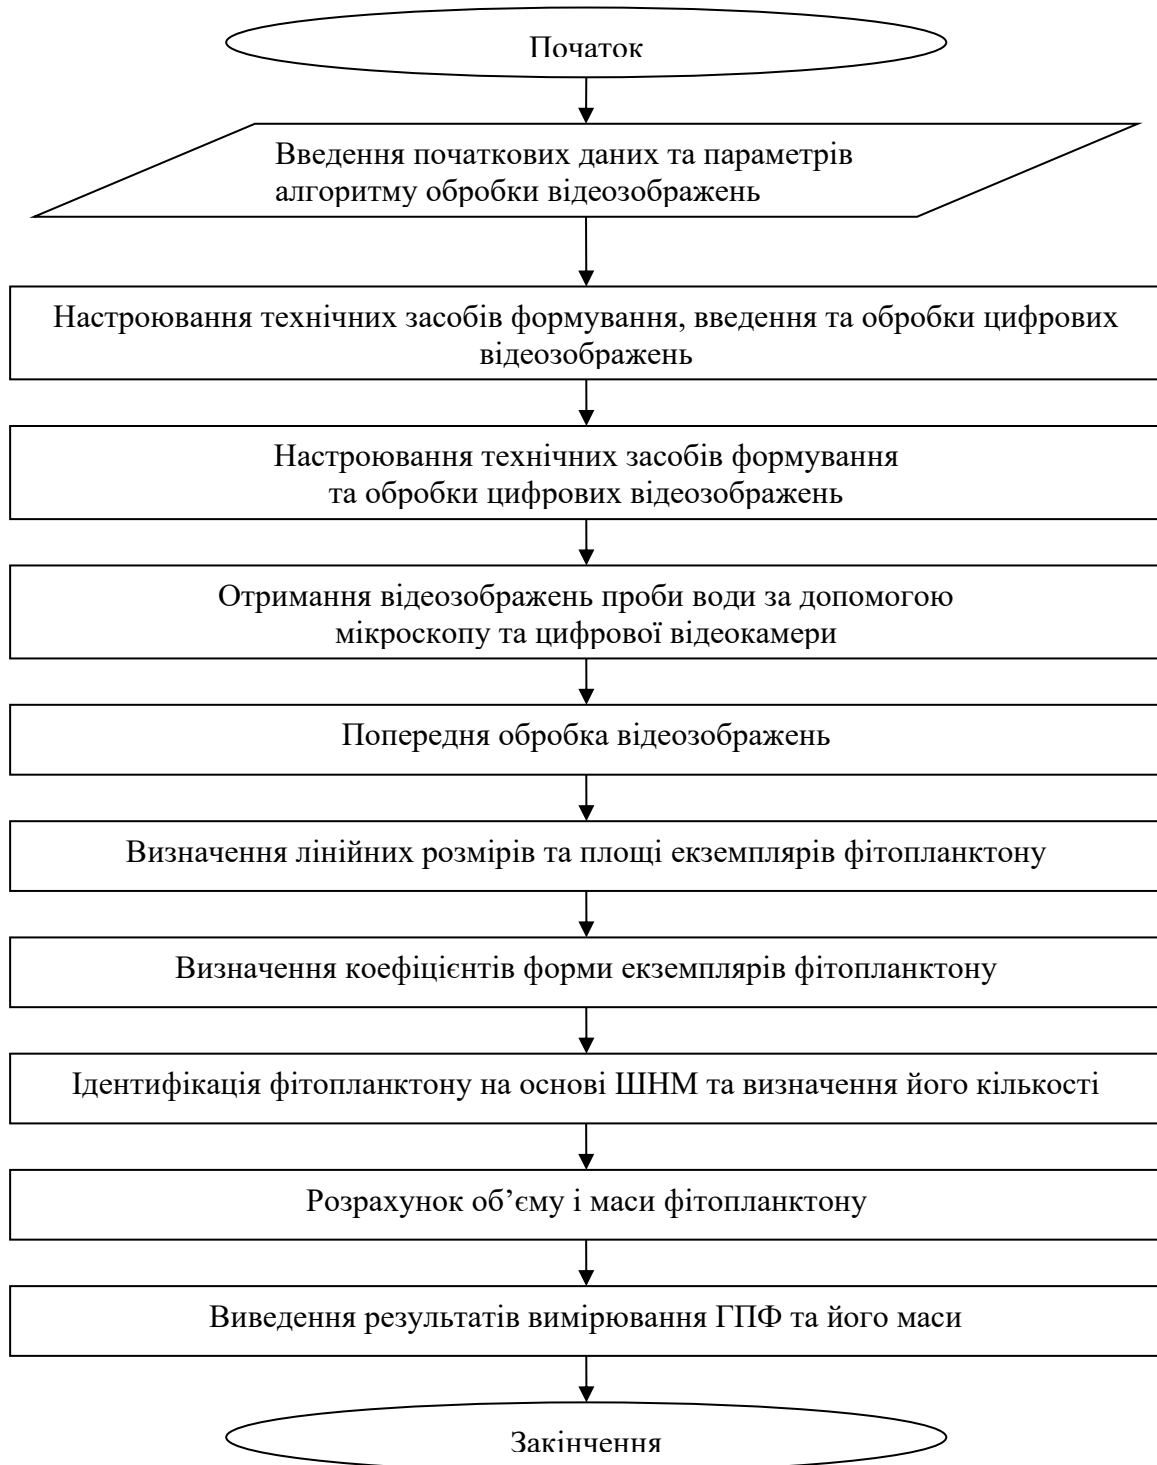 Початок
Введення початкових даних та параметрів
алгоритму обробки відеозображень
Настроювання технічних засобів формування, введення та обробки цифрових
відеозображень
Настроювання технічних засобів формування
та обробки цифрових відеозображень
Отримання відеозображень проби води за допомогою
мікроскопу та цифрової відеокамери
Попередня обробка відеозображень
Визначення лінійних розмірів та площі екземплярів фітопланктону
Визначення коефіцієнтів форми екземплярів фітопланктону
Ідентифікація фітопланктону на основі ШНМ та визначення його кількості
Розрахунок об’єму і маси фітопланктону
Виведення результатів вимірювання ГПФ та його маси
Закінчення